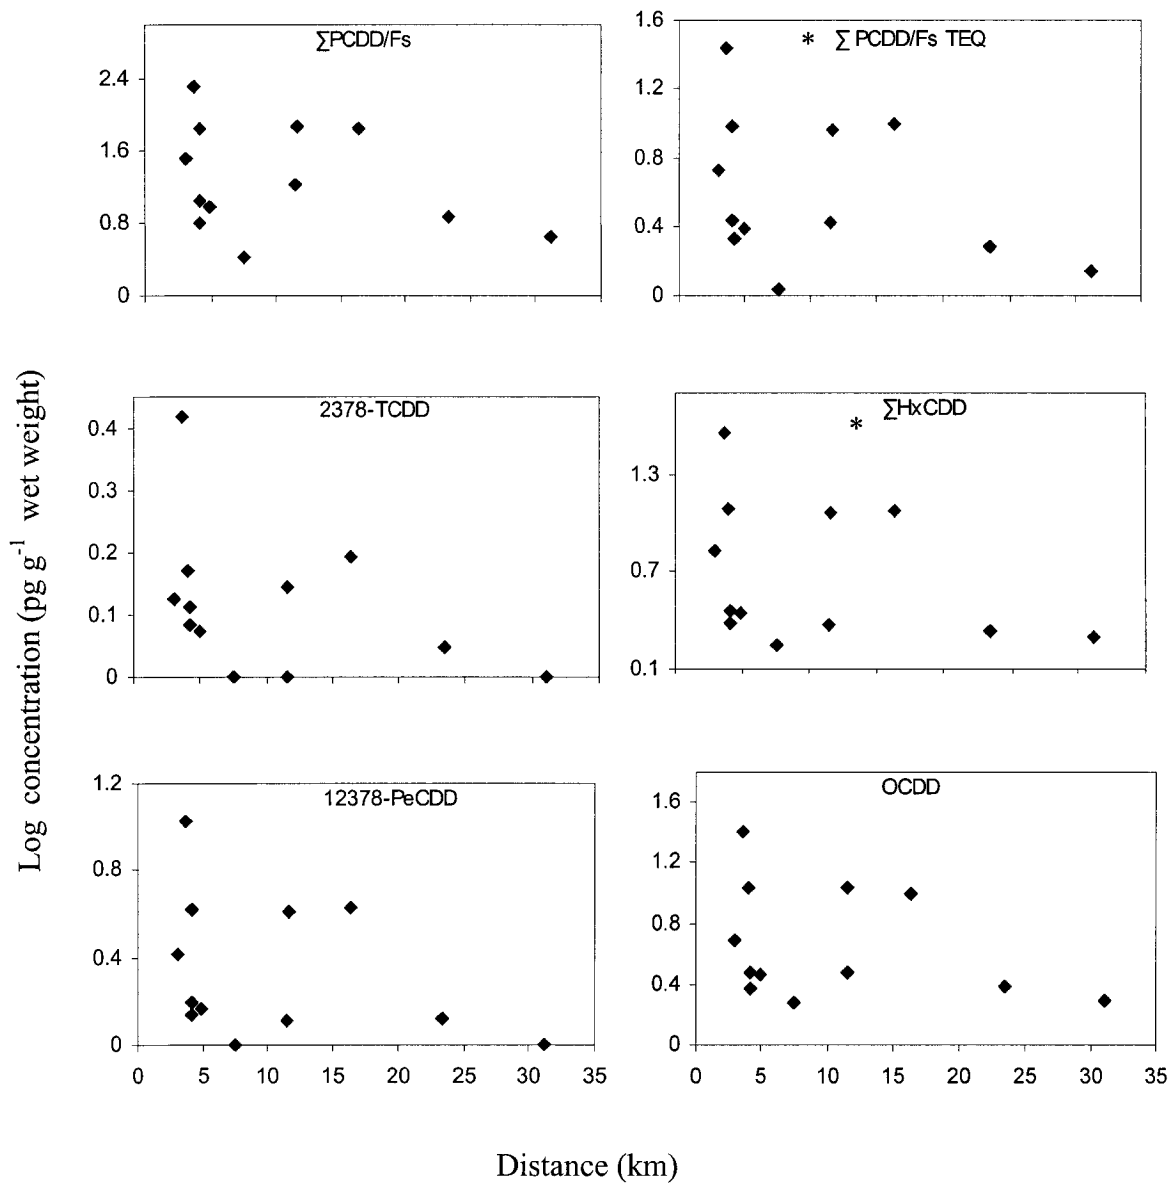 ∑PCDD/Fs
2.4
1.6
0.8
0
* ∑ PCDD/Fs TEQ
1.6
1.2
0.8
0.4
0
2378-TCDD
0.4
0.3
0.2
0.1
0
∑HxCDD
*
1.3
0.7
0.1
12378-PeCDD
1.2
0.8
0.4
0
0 5 10 15 20 25 30 35
OCDD
1.6
1.2
0.8
0.4
0
0 5 10 15 20 25 30 35
Log concentration (pg g⁻¹ wet weight)
Distance (km)